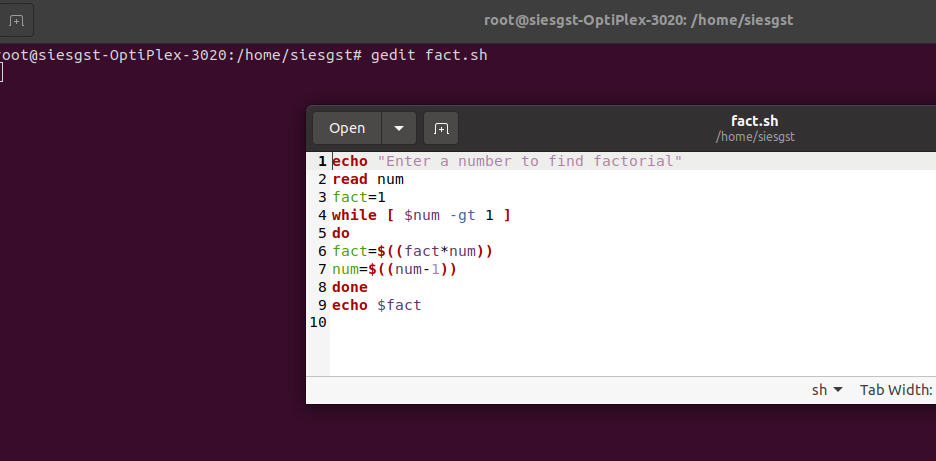 root@siesgst-OptiPlex-3020: /home/siesgst
root@siesgst-OptiPlex-3020:/home/siesgst# gedit fact.sh
Open
fact.sh
/home/siesgst
1 echo "Enter a number to find factorial"
2 read num
3 fact=1
4 while [ $num -gt 1 ]
5 do
6 fact=$((fact*num))
7 num=$((num-1))
8 done
9 echo $fact
10
sh
Tab Width: